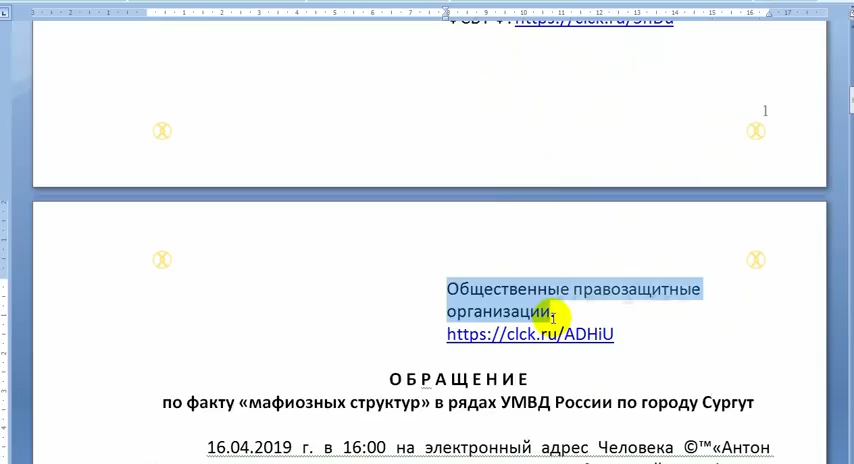 1
Общественные правозащитные
организации.
https://clck.ru/ADHiU
О Б Р А Щ Е Н И Е
по факту «мафиозных структур» в рядах УМВД России по городу Сургут
16.04.2019 г. в 16:00 на электронный адрес Человека ©™«Антон